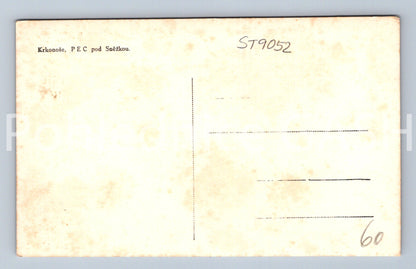 Krkonoše, PEC pod Sněžkou.
ST9052
60